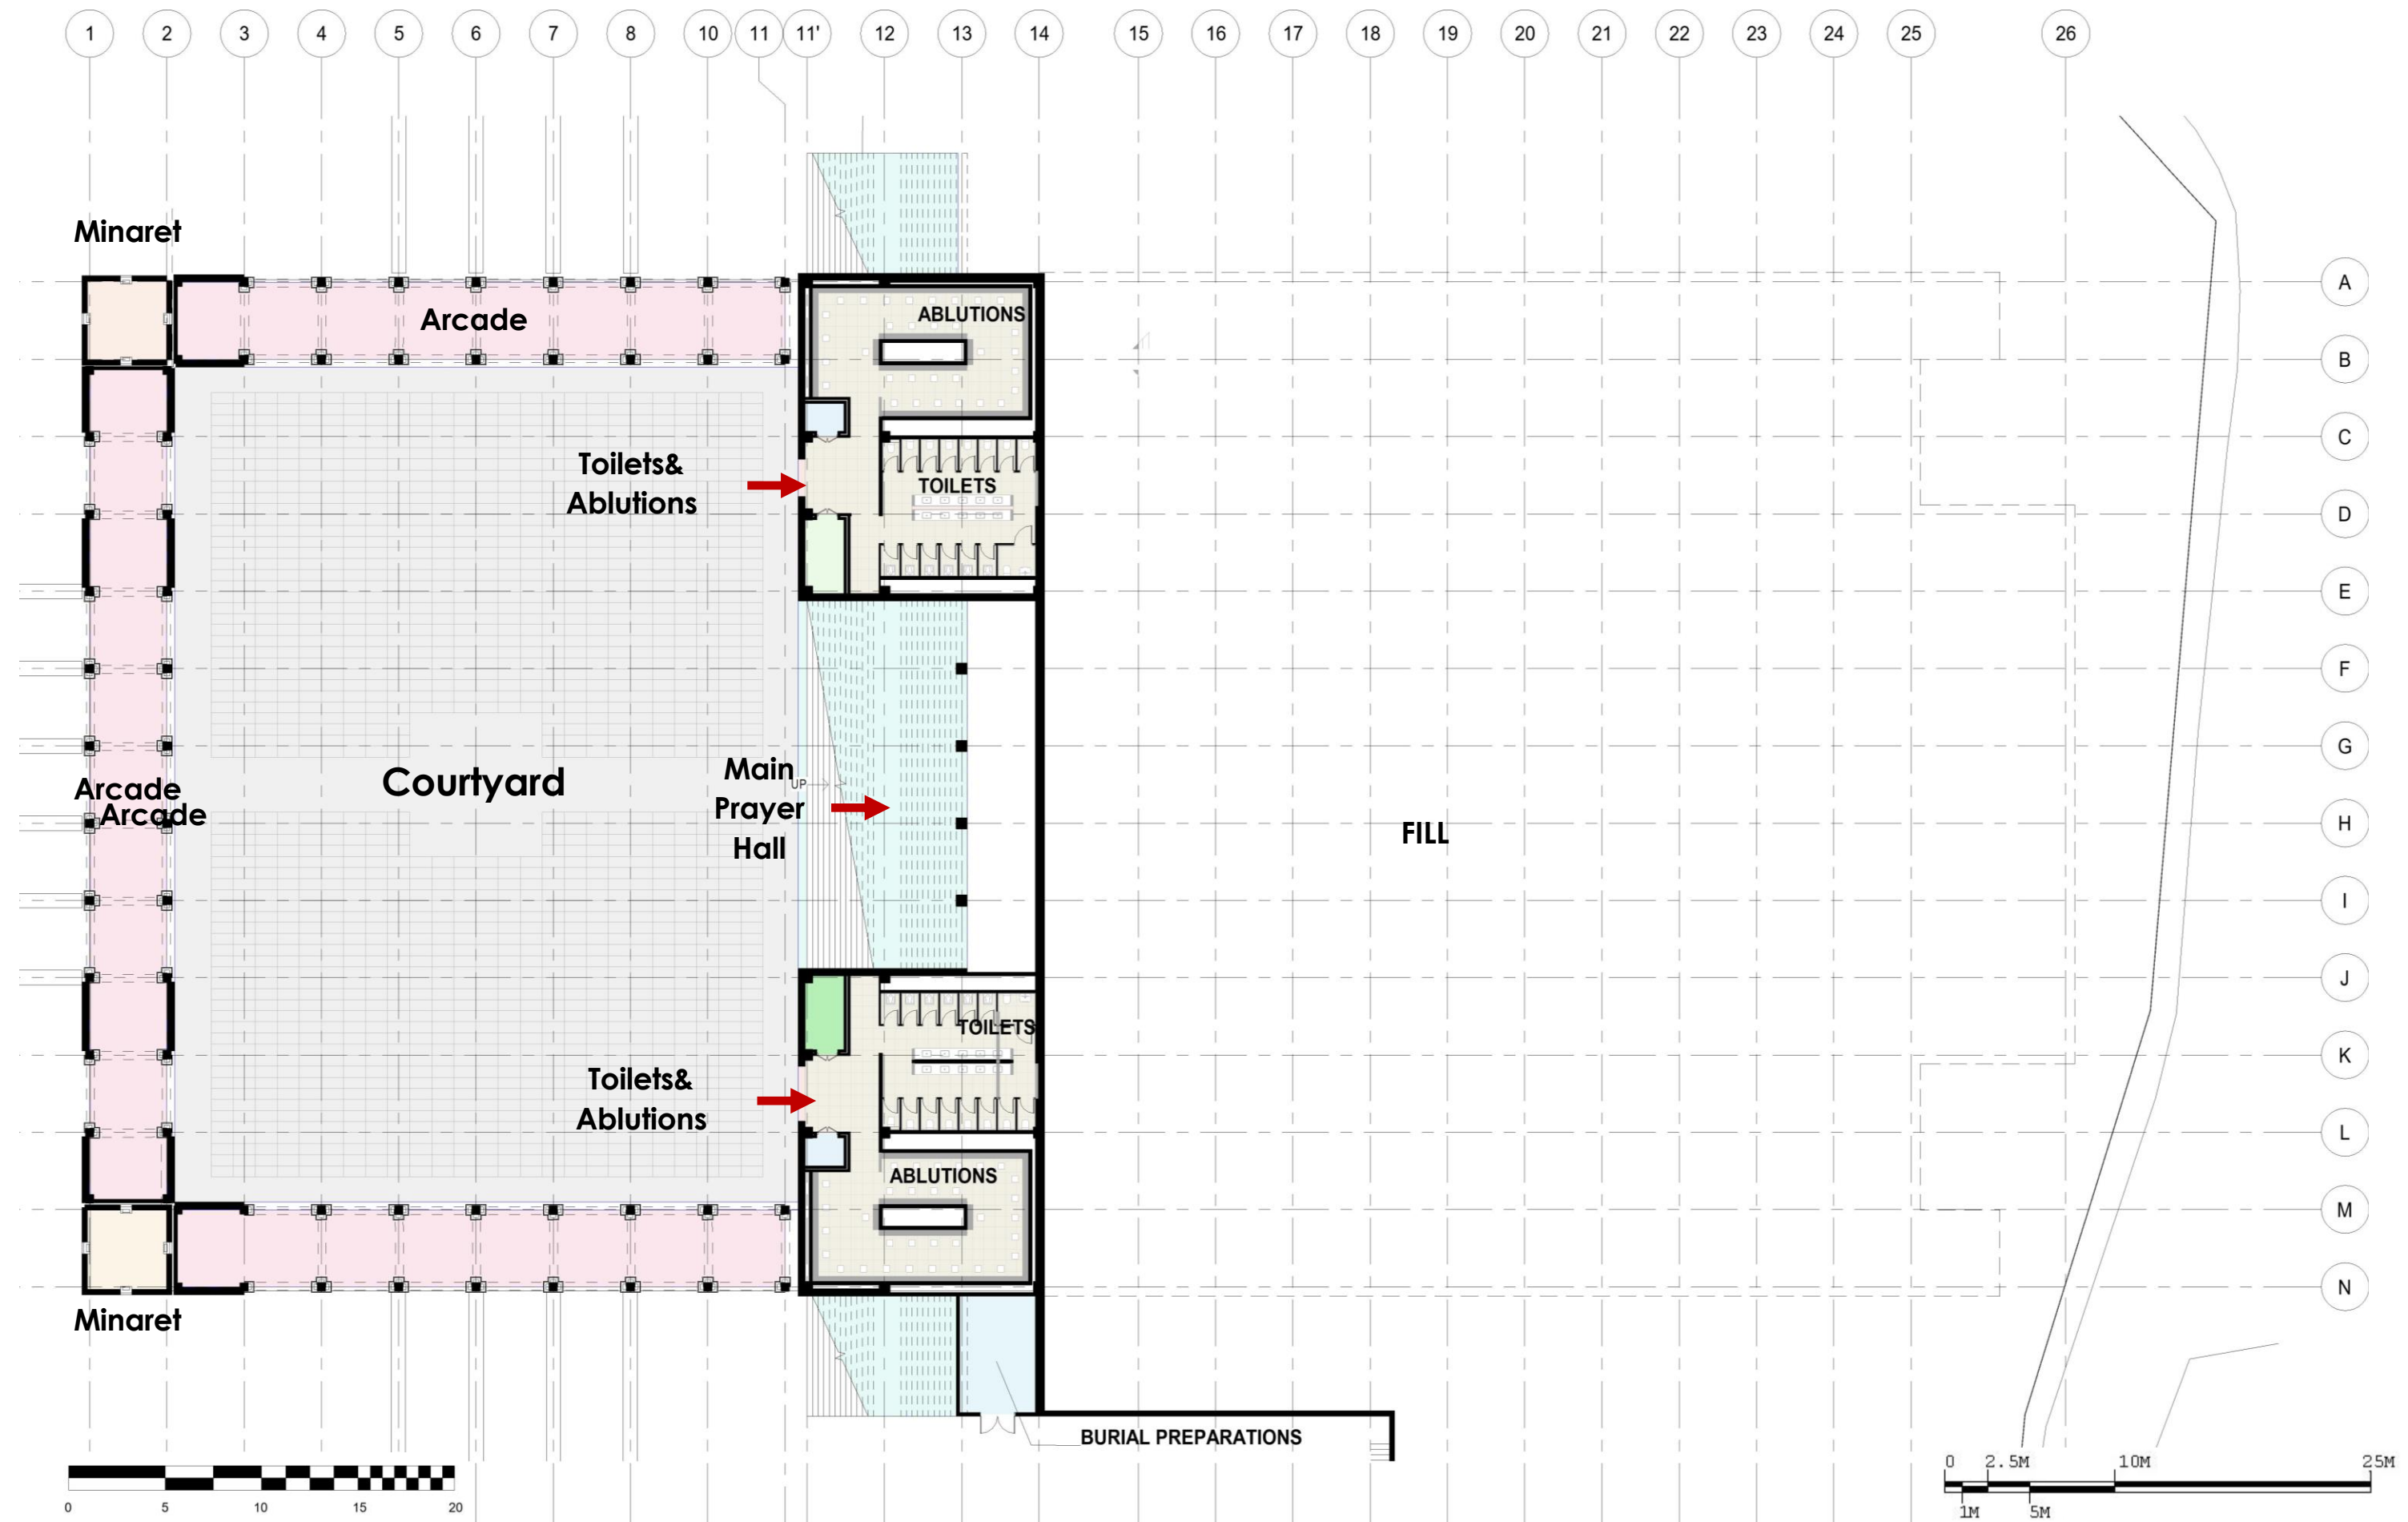 1 2 3 4 5 6 7 8 10 11 11' 12 13 14 15 16 17 18 19 20 21 22 23 24 25 26
Minaret
A
ABLUTIONS
Arcade
B
C
Toilets&
Ablutions
TOILETS
D
E
F
G
Main
Prayer
Hall
UP
Courtyard
Arcade
Arcade
H
FILL
I
J
TOILETS
K
Toilets&
Ablutions
L
ABLUTIONS
M
N
Minaret
BURIAL PREPARATIONS
0 5 10 15 20
0 2.5M 10M 25M
1M 5M